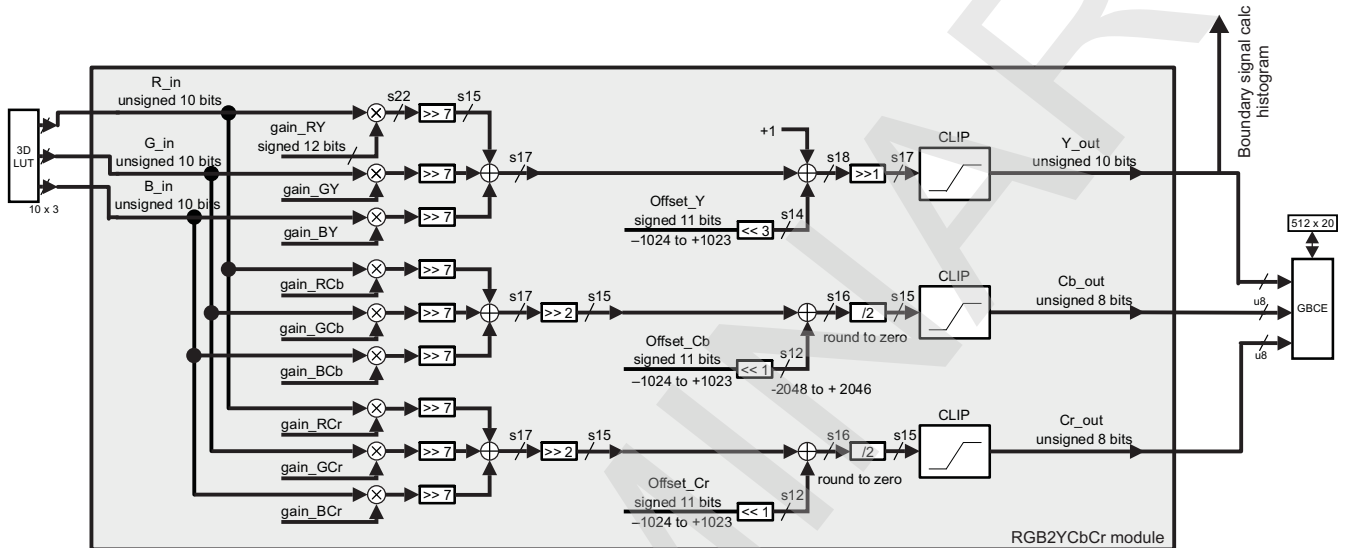 Boundary signal calc
histogram
R_in
unsigned 10 bits
s22
>> 7
s15
gain_RY
signed 12 bits
3D
LUT
G_in
unsigned 10 bits
>> 7
s17
gain_GY
B_in
unsigned 10 bits
>> 7
gain_BY
10 x 3
+1
s18
>>1
s17
CLIP
Y_out
unsigned 10 bits
Offset_Y
signed 11 bits
–1024 to +1023
<< 3
s14
512 x 20
>> 7
gain_RCb
>> 7
s17
>> 2
s15
gain_GCb
>> 7
gain_BCb
s16
/2
s15
round to zero
CLIP
Cb_out
unsigned 8 bits
Offset_Cb
signed 11 bits
–1024 to +1023
<< 1
s12
-2048 to + 2046
u8
GBCE
u8
>> 7
gain_RCr
>> 7
s17
>> 2
s15
gain_GCr
>> 7
gain_BCr
s16
/2
s15
round to zero
CLIP
Cr_out
unsigned 8 bits
Offset_Cr
signed 11 bits
–1024 to +1023
<< 1
s12
RGB2YCbCr module